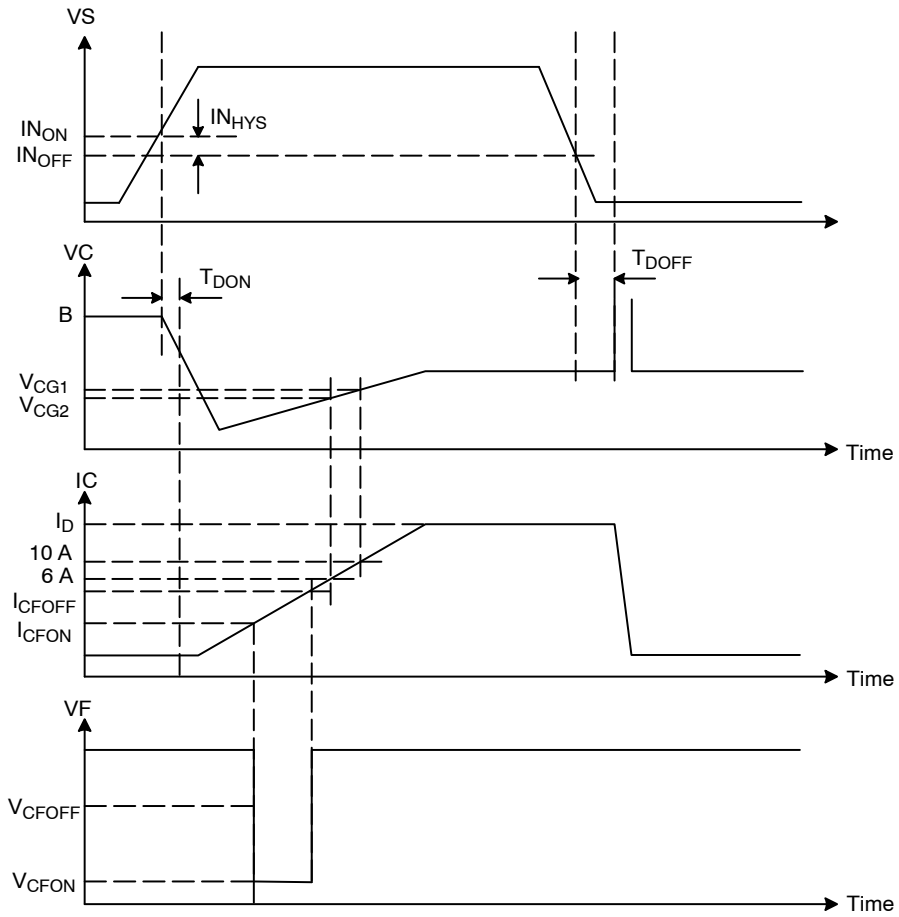 VS
IN_HYS
IN_ON
IN_OFF
VC
T_DON
T_DOFF
B
V_CG1
V_CG2
Time
IC
I_D
10 A
6 A
I_CFOFF
I_CFON
Time
VF
V_CFOFF
V_CFON
Time